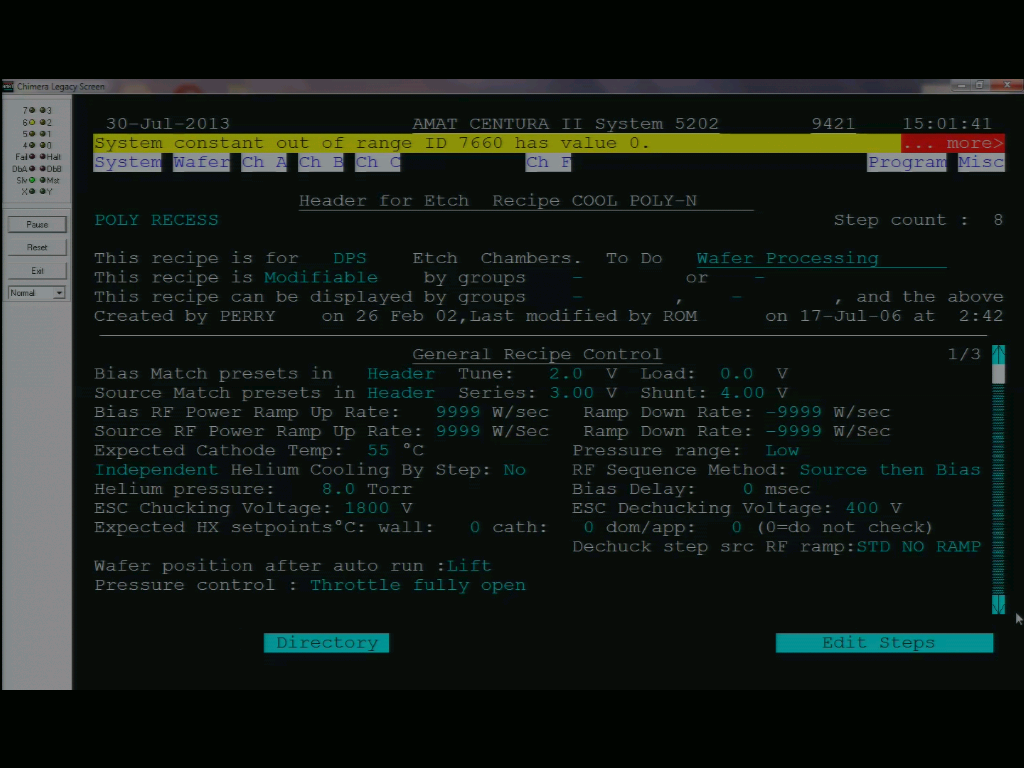 Chimera Legacy Screen
7 3
6 2
5 1
4 0
Fail Halt
DbA DbB
Slv Mst
X Y
Pause
Reset
Exit
Normal
30-Jul-2013 AMAT CENTURA II System 5202 9421 15:01:41
System constant out of range ID 7660 has value 0. ... more>
System Wafer Ch A Ch B Ch C Ch F Program Misc
Header for Etch Recipe COOL POLY-N
POLY RECESS Step count : 8
This recipe is for DPS Etch Chambers. To Do Wafer Processing
This recipe is Modifiable by groups - or -
This recipe can be displayed by groups - , - , and the above
Created by PERRY on 26 Feb 02,Last modified by ROM on 17-Jul-06 at 2:42
General Recipe Control 1/3
Bias Match presets in Header Tune: 2.0 V Load: 0.0 V
Source Match presets in Header Series: 3.00 V Shunt: 4.00 V
Bias RF Power Ramp Up Rate: 9999 W/sec Ramp Down Rate: -9999 W/sec
Source RF Power Ramp Up Rate: 9999 W/sec Ramp Down Rate: -9999 W/sec
Expected Cathode Temp: 55 °C Pressure range: Low
Independent Helium Cooling By Step: No RF Sequence Method: Source then Bias
Helium pressure: 8.0 Torr Bias Delay: 0 msec
ESC Chucking Voltage: 1800 V ESC Dechucking Voltage: 400 V
Expected HX setpoints°C: wall: 0 cath: 0 dom/app: 0 (0=do not check)
Dechuck step src RF ramp:STD NO RAMP
Wafer position after auto run :Lift
Pressure control : Throttle fully open
Directory Edit Steps